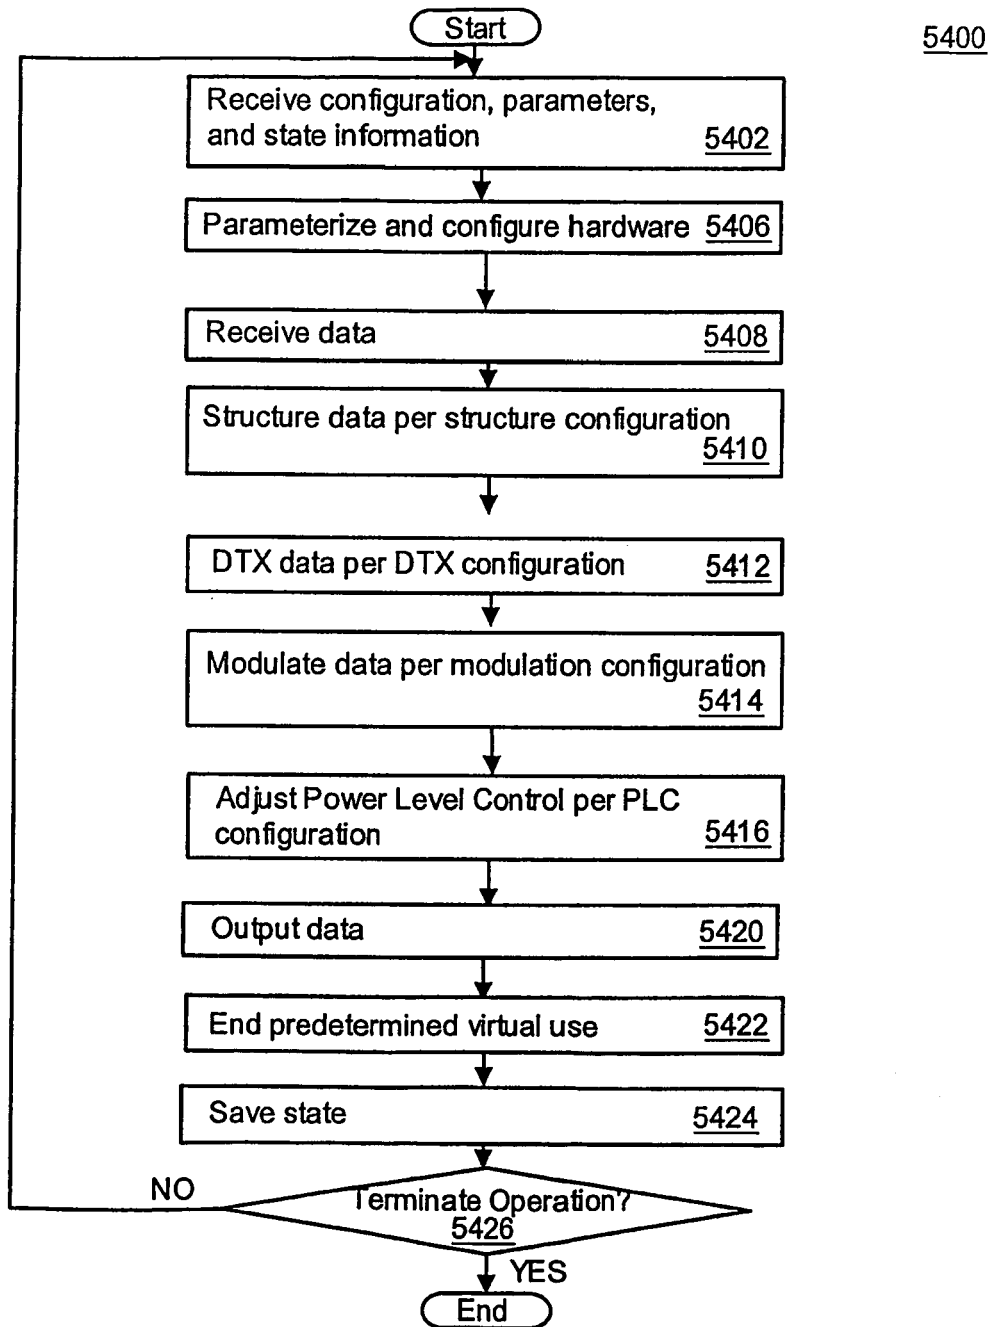 Start
5400
Receive configuration, parameters,
and state information 5402
Parameterize and configure hardware 5406
Receive data 5408
Structure data per structure configuration
5410
DTX data per DTX configuration 5412
Modulate data per modulation configuration
5414
Adjust Power Level Control per PLC
configuration 5416
Output data 5420
End predetermined virtual use 5422
Save state 5424
NO
Terminate Operation?
5426
YES
End